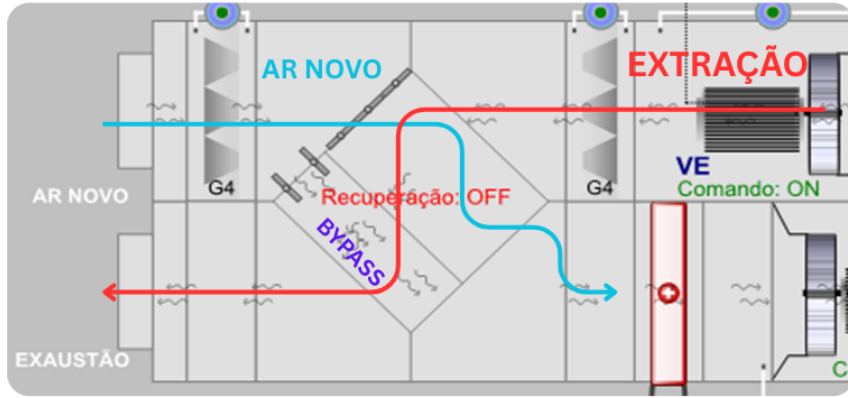 AR NOVO
EXTRAÇÃO
G4
G4
VE
AR NOVO
Recuperação: OFF
Comando: ON
BYPASS
EXAUSTÃO
C